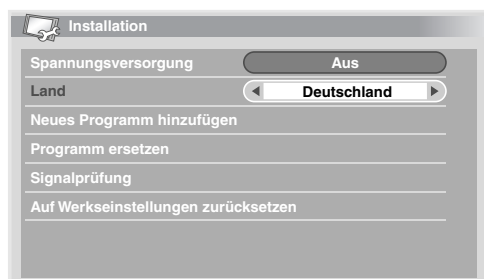 Installation
Spannungsversorgung Aus
Land Deutschland
Neues Programm hinzufügen
Programm ersetzen
Signalprüfung
Auf Werkseinstellungen zurücksetzen